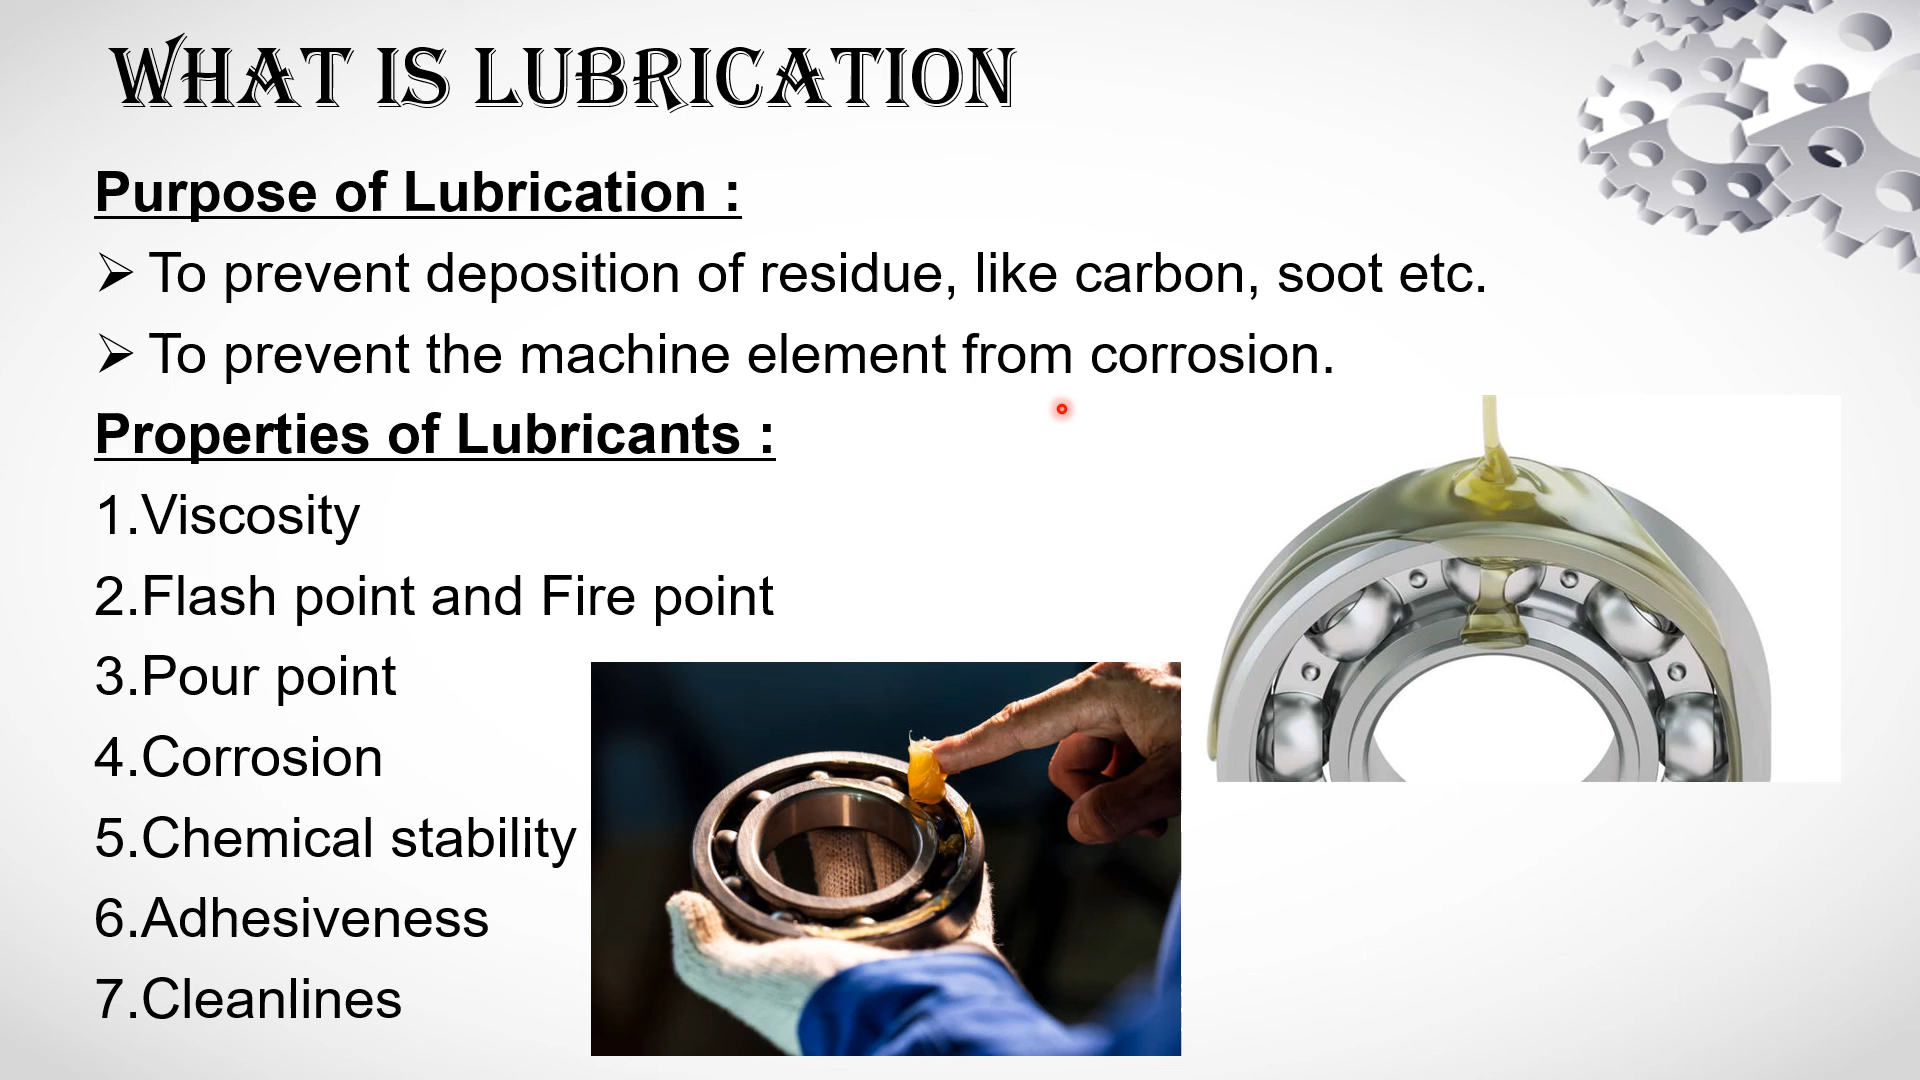 WHAT IS LUBRICATION
Purpose of Lubrication :
➢ To prevent deposition of residue, like carbon, soot etc.
➢ To prevent the machine element from corrosion.
Properties of Lubricants :
1.Viscosity
2.Flash point and Fire point
3.Pour point
4.Corrosion
5.Chemical stability
6.Adhesiveness
7.Cleanlines